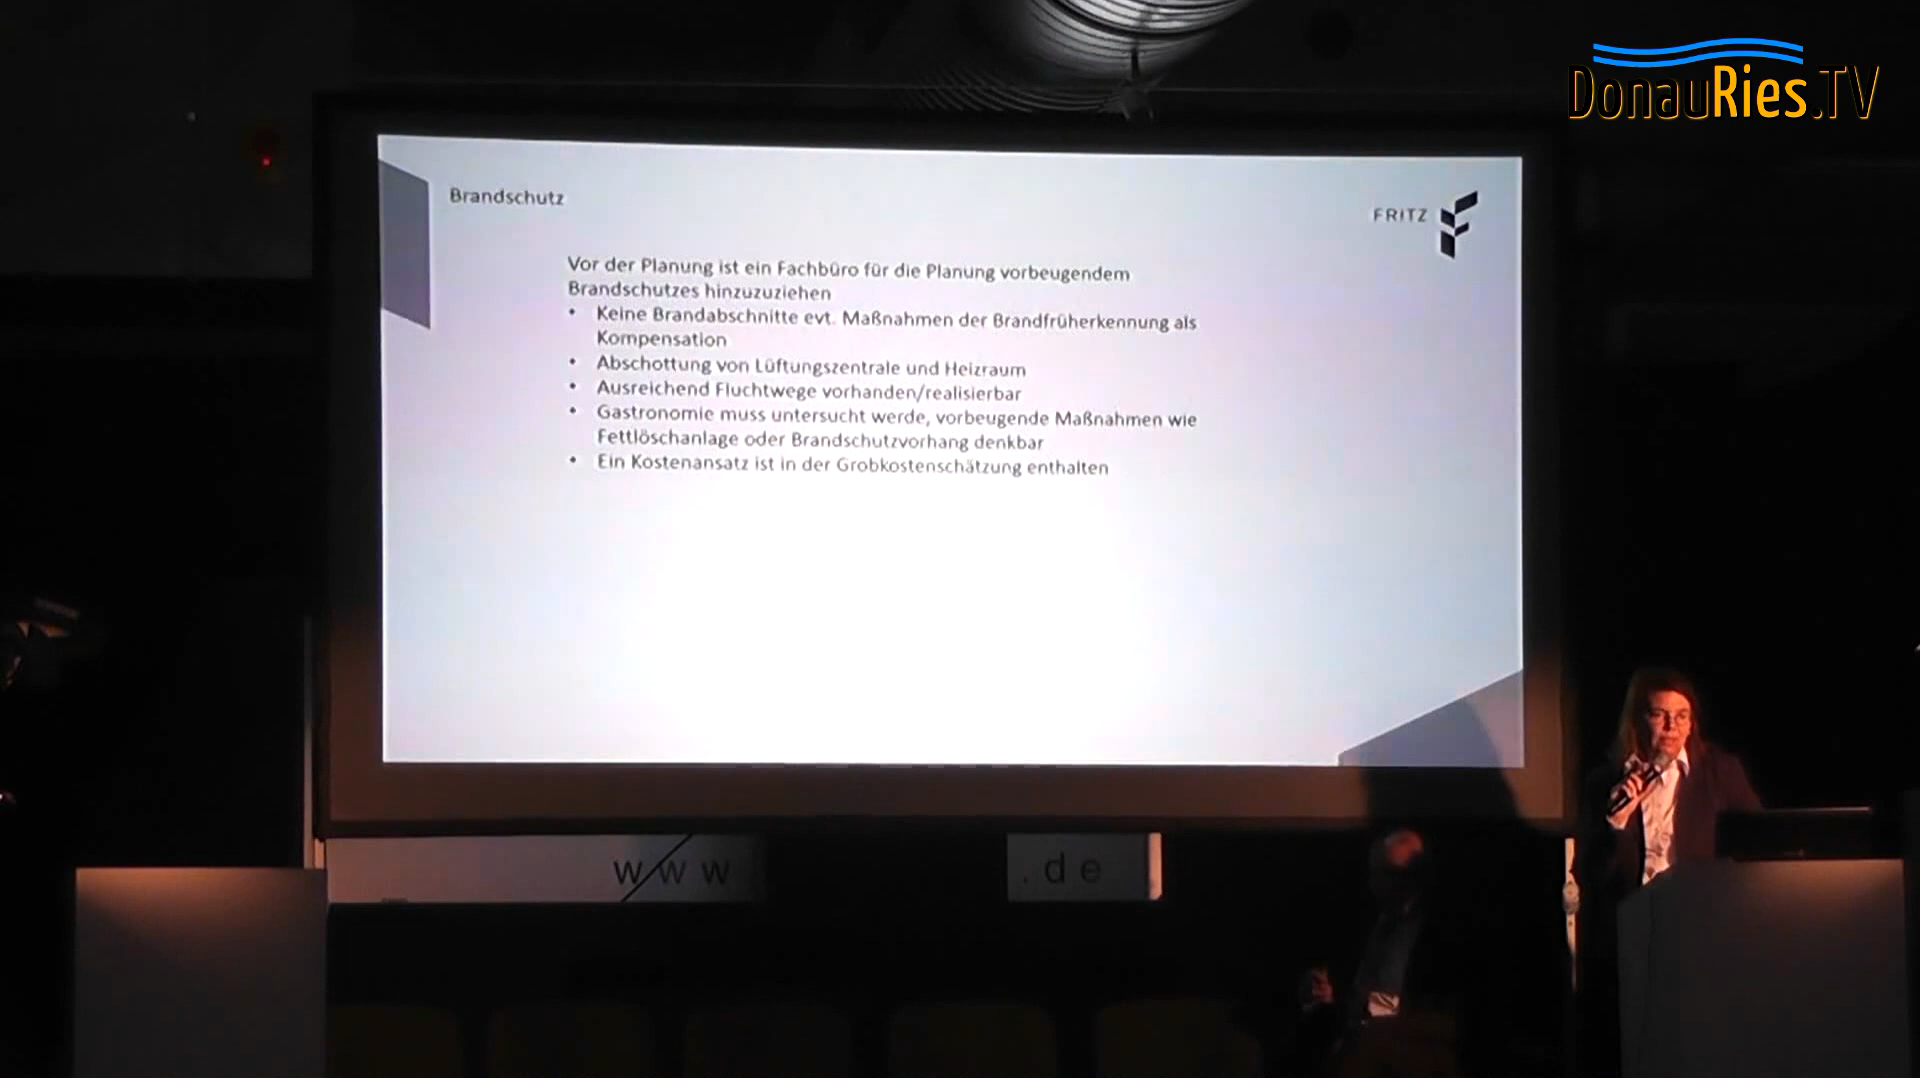 DonauRies.TV
Brandschutz
FRITZ
Vor der Planung ist ein Fachbüro für die Planung vorbeugendem
Brandschutzes hinzuzuziehen
• Keine Brandabschnitte evt. Maßnahmen der Brandfrüherkennung als
Kompensation
• Abschottung von Lüftungszentrale und Heizraum
• Ausreichend Fluchtwege vorhanden/realisierbar
• Gastronomie muss untersucht werde, vorbeugende Maßnahmen wie
Fettlöschanlage oder Brandschutzvorhang denkbar
• Ein Kostenansatz ist in der Grobkostenschätzung enthalten
www .de